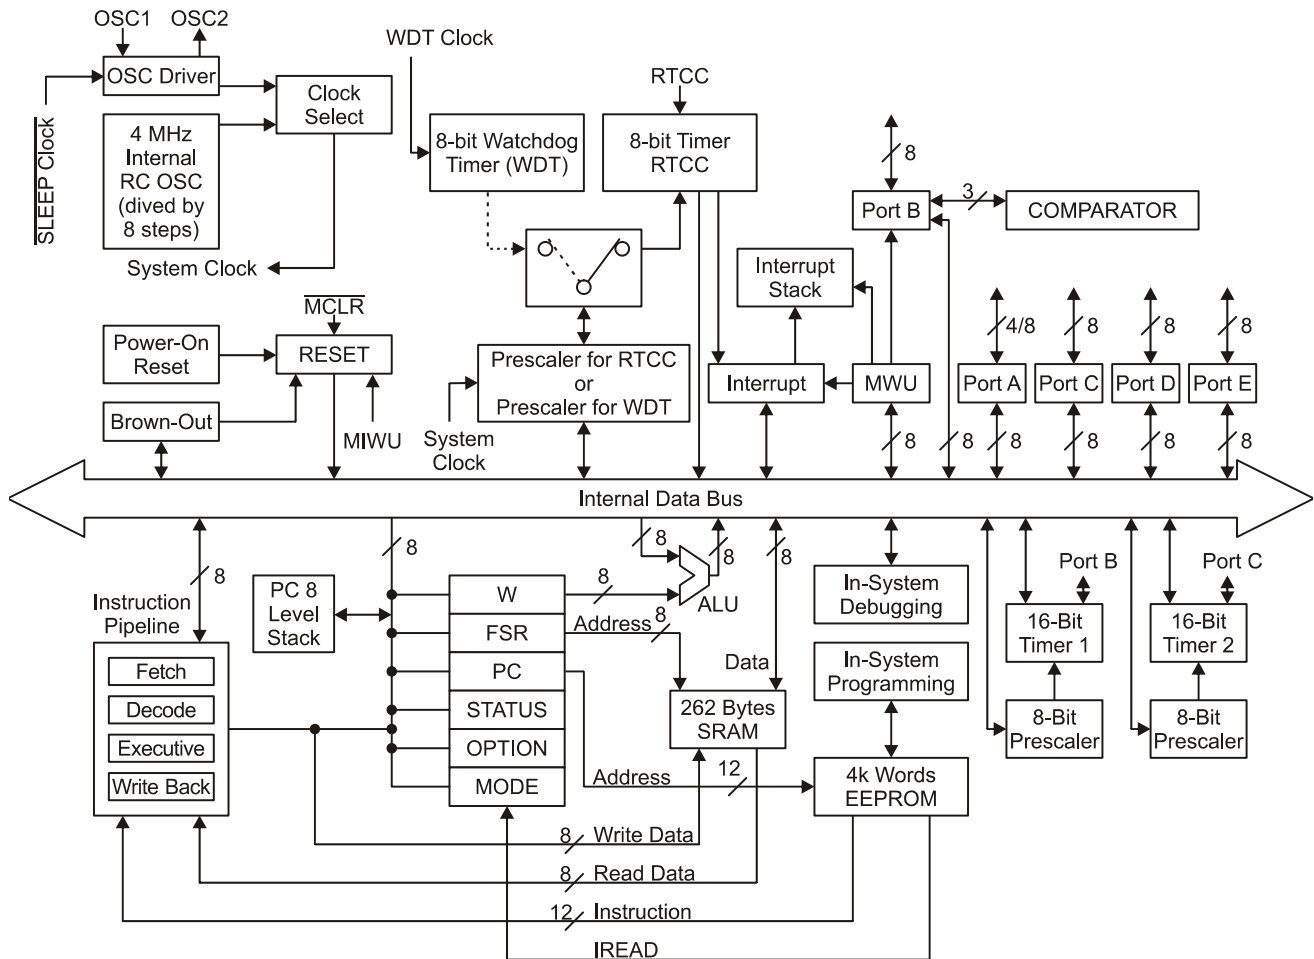 OSC1
OSC2
OSC Driver
SLEEP Clock
Clock
Select
4 MHz
Internal
RC OSC
(dived by
8 steps)
System Clock
WDT Clock
8-bit Watchdog
Timer (WDT)
RTCC
8-bit Timer
RTCC
8
Port B
3
COMPARATOR
Interrupt
Stack
MCLR
Power-On
Reset
RESET
Brown-Out
MIWU
Prescaler for RTCC
or
Prescaler for WDT
System
Clock
Interrupt
MWU
4/8
8
8
8
Port A
Port C
Port D
Port E
8
8
8
8
8
8
Internal Data Bus
8
Instruction
Pipeline
Fetch
Decode
Executive
Write Back
PC 8
Level
Stack
8
W
FSR
PC
STATUS
OPTION
MODE
8
8
8
8
ALU
Address
8
Data
262 Bytes
SRAM
In-System
Debugging
In-System
Programming
Address
12
4k Words
EEPROM
Port B
16-Bit
Timer 1
8-Bit
Prescaler
Port C
16-Bit
Timer 2
8-Bit
Prescaler
8 Write Data
8 Read Data
12 Instruction
IREAD